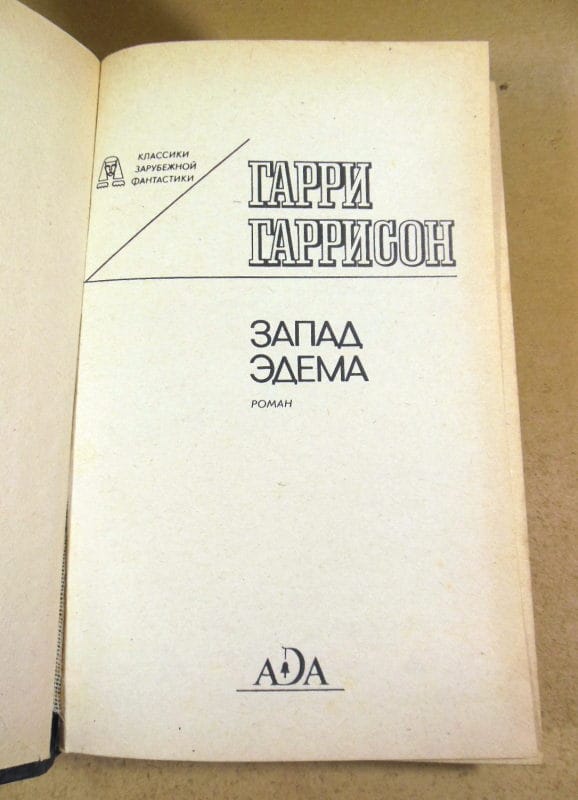 КЛАССИКИ
ЗАРУБЕЖНОЙ
ФАНТАСТИКИ
ГАРРИ
ГАРРИСОН
ЗАПАД
ЭДЕМА
РОМАН
АДА